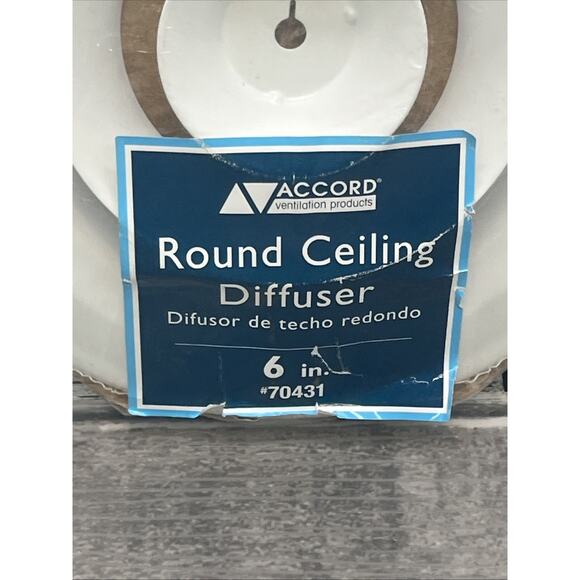 ACCORD®
ventilation products
Round Ceiling
Diffuser
Difusor de techo redondo
6 in.
#70431